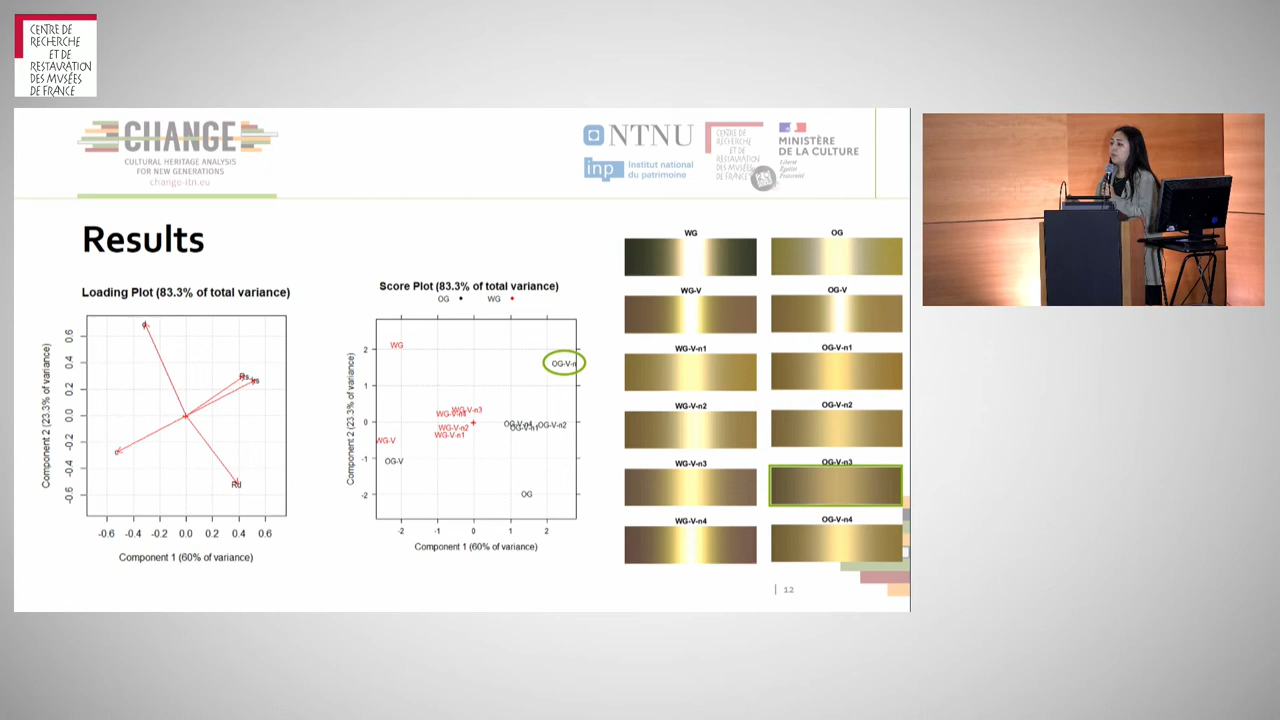 CENTRE DE
RECHERCHE
ET DE
RESTAURATION
DES MUSÉES
DE FRANCE
CHANGE
CULTURAL HERITAGE ANALYSIS
FOR NEW GENERATIONS
change-itn.eu
NTNU
inp Institut national
du patrimoine
CENTRE DE
RECHERCHE
ET DE
RESTAURATION
DES MUSÉES
DE FRANCE
MINISTÈRE
DE LA CULTURE
Liberté
Égalité
Fraternité
Results
Loading Plot (83.3% of total variance)
Component 2 (23.3% of variance)
0.6
0.4
0.2
0.0
-0.2
-0.4
-0.6
d
Rs
c
Rd
-0.6 -0.4 -0.2 0.0 0.2 0.4 0.6
Component 1 (60% of variance)
Score Plot (83.3% of total variance)
OG WG
Component 2 (23.3% of variance)
2
1
0
-1
-2
WG
OG-V-n
WG-V-n3
WG-V-n4
WG-V-n2
WG-V-n1
OG-V-n4
OG-V-n1
OG-V-n2
WG-V
OG-V
OG
-2 -1 0 1 2
Component 1 (60% of variance)
WG OG
WG-V OG-V
WG-V-n1 OG-V-n1
WG-V-n2 OG-V-n2
WG-V-n3 OG-V-n3
WG-V-n4 OG-V-n4
| 12